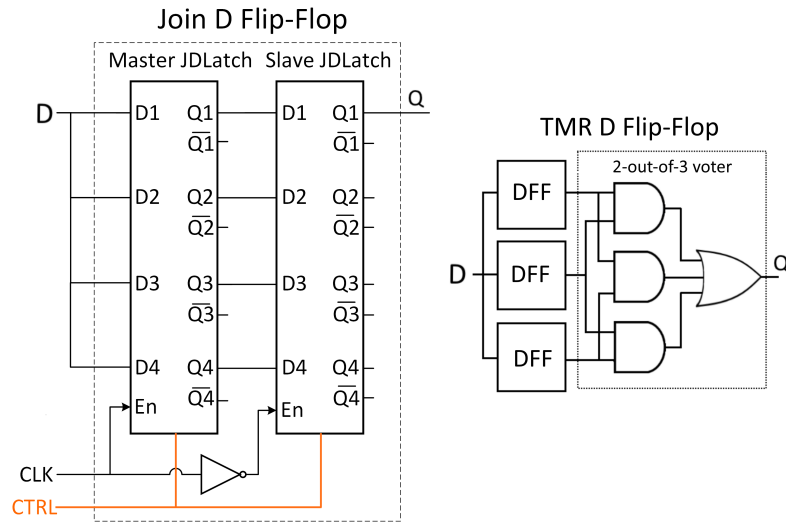 Join D Flip-Flop
Master JDLatch Slave JDLatch
D D1 Q1 D1 Q1 Q
Q̅1̅ Q̅1̅
D2 Q2 D2 Q2
Q̅2̅ Q̅2̅
D3 Q3 D3 Q3
Q̅3̅ Q̅3̅
D4 Q4 D4 Q4
Q̅4̅ Q̅4̅
En En
CLK
CTRL
TMR D Flip-Flop
2-out-of-3 voter
DFF
D DFF Q
DFF